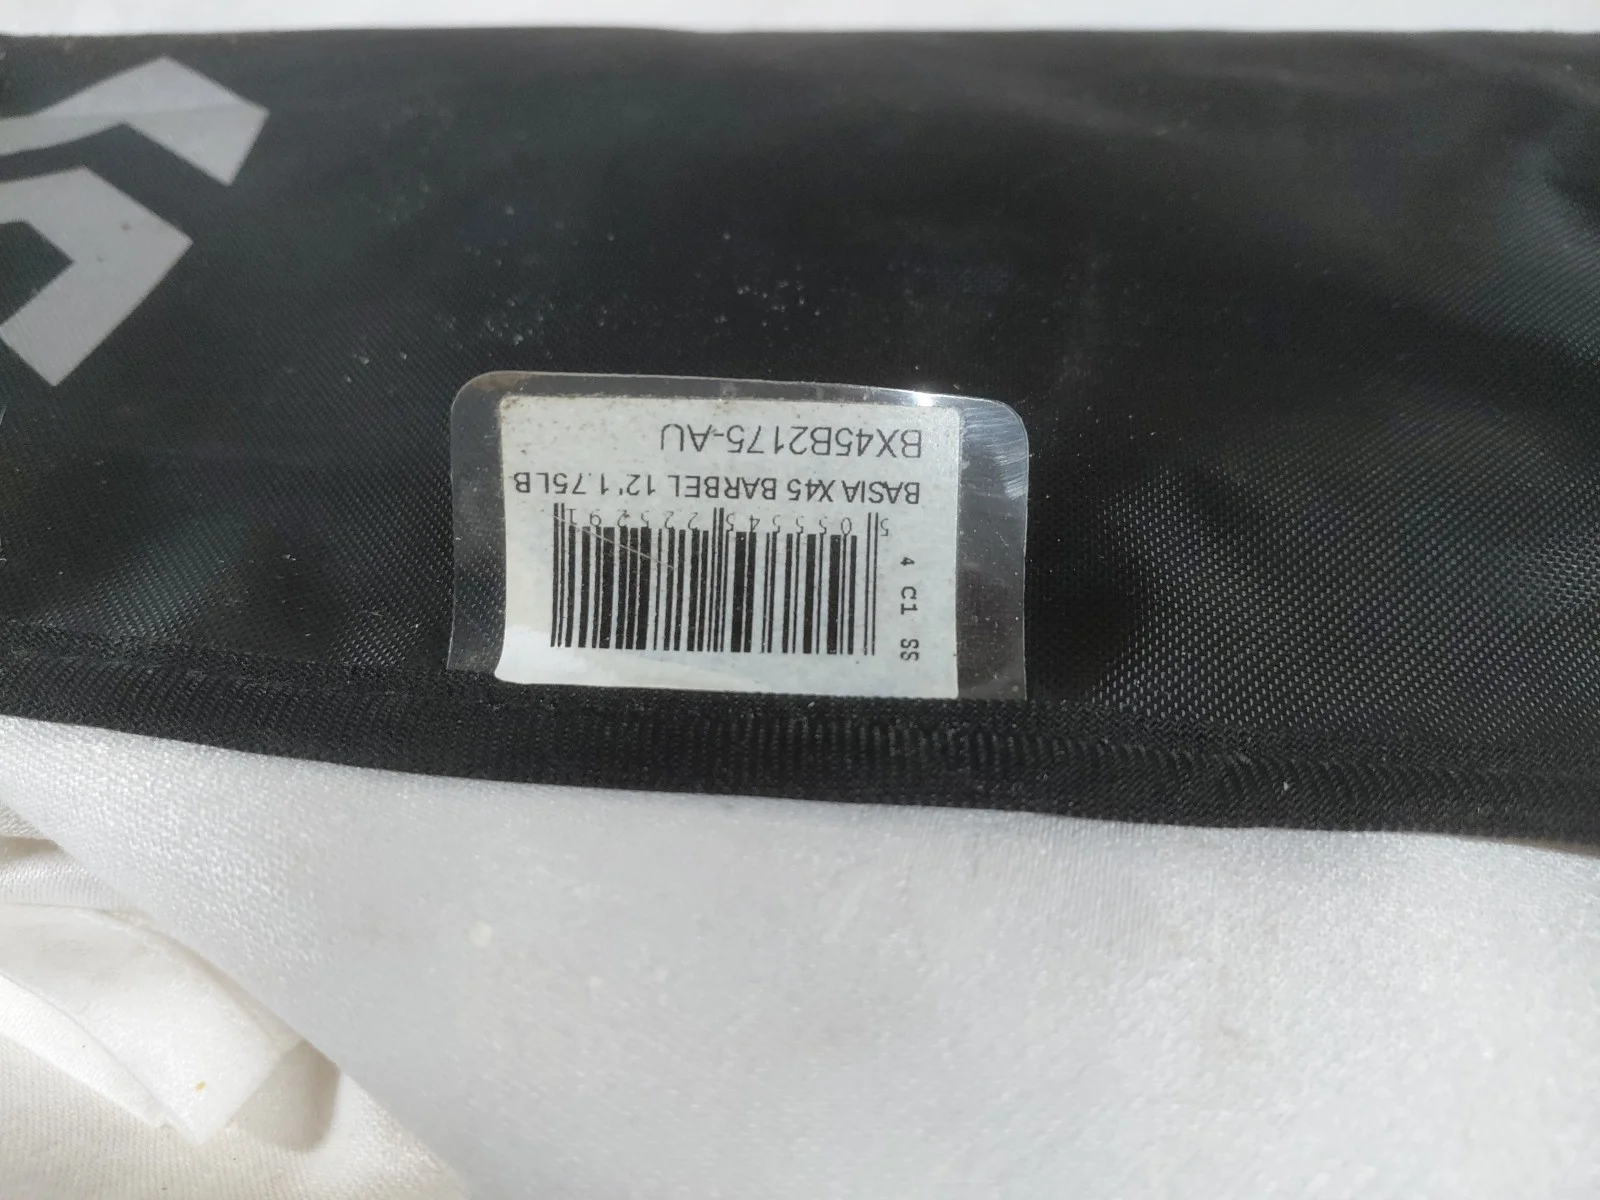 4 C1 SS
5 055545 225291
BASIA X45 BARBEL 12' 1.75LB
BX45B2175-AU